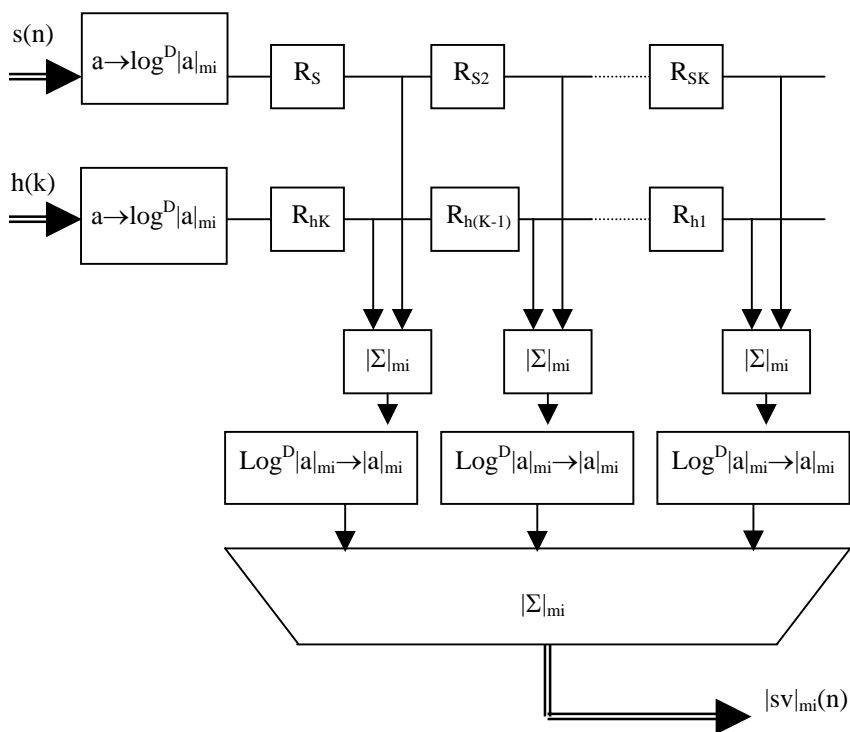 s(n)
a→log^D|a|_mi
R_S
R_S2
R_SK
h(k)
a→log^D|a|_mi
R_hK
R_h(K-1)
R_h1
|Σ|_mi
|Σ|_mi
|Σ|_mi
Log^D|a|_mi→|a|_mi
Log^D|a|_mi→|a|_mi
Log^D|a|_mi→|a|_mi
|Σ|_mi
|sv|_mi(n)